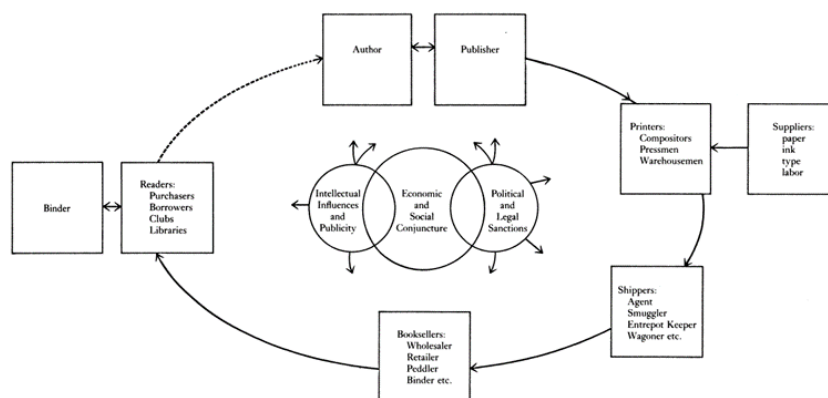 Author
Publisher
Printers:
Compositors
Pressmen
Warehousemen
Suppliers:
paper
ink
type
labor
Readers:
Purchasers
Borrowers
Clubs
Libraries
Binder
Intellectual
Influences
and
Publicity
Economic
and
Social
Conjuncture
Political
and
Legal
Sanctions
Shippers:
Agent
Smuggler
Entrepot Keeper
Wagoner etc.
Booksellers:
Wholesaler
Retailer
Peddler
Binder etc.